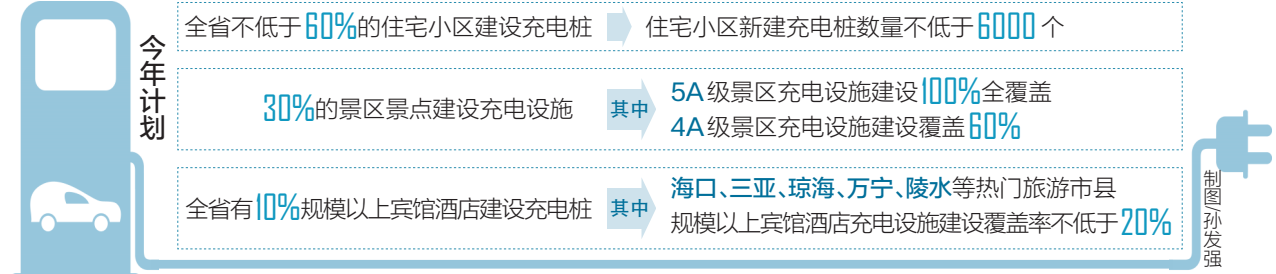 今年计划
全省不低于60%的住宅小区建设充电桩
住宅小区新建充电桩数量不低于6000个
30%的景区景点建设充电设施
其中
5A级景区充电设施建设100%全覆盖
4A级景区充电设施建设覆盖60%
全省有10%规模以上宾馆酒店建设充电桩
其中
海口、三亚、琼海、万宁、陵水等热门旅游市县
规模以上宾馆酒店充电设施建设覆盖率不低于20%
制图/孙发强